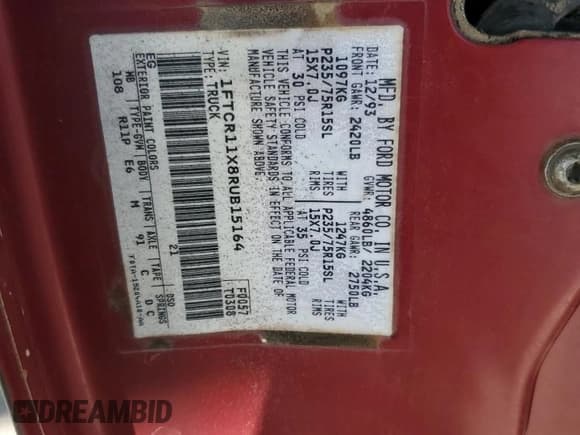 MFD. BY FORD MOTOR CO. IN U.S.A.
DATE: 12/93 GVWR: 4860LB/ 2204KG
FRONT GAWR: 2420LB REAR GAWR: 2750LB
1097KG WITH 1247KG WITH
P235/75R15SL TIRES P235/75R15SL TIRES
15X7.0J RIMS 15X7.0J RIMS
AT 30 PSI COLD AT 35 PSI COLD
THIS VEHICLE CONFORMS TO ALL APPLICABLE FEDERAL MOTOR
VEHICLE SAFETY STANDARDS IN EFFECT ON THE DATE OF
MANUFACTURE SHOWN ABOVE.
VIN: 1FTCR11X8RUB15164
TYPE: TRUCK
F0057
T0308
EG 21
EXTERIOR PAINT COLORS DSO
WB TYPE-GVW BODY TRANS AXLE TAPE SPRINGS
108 R11P E6 M 91 C D C
DREAMBID